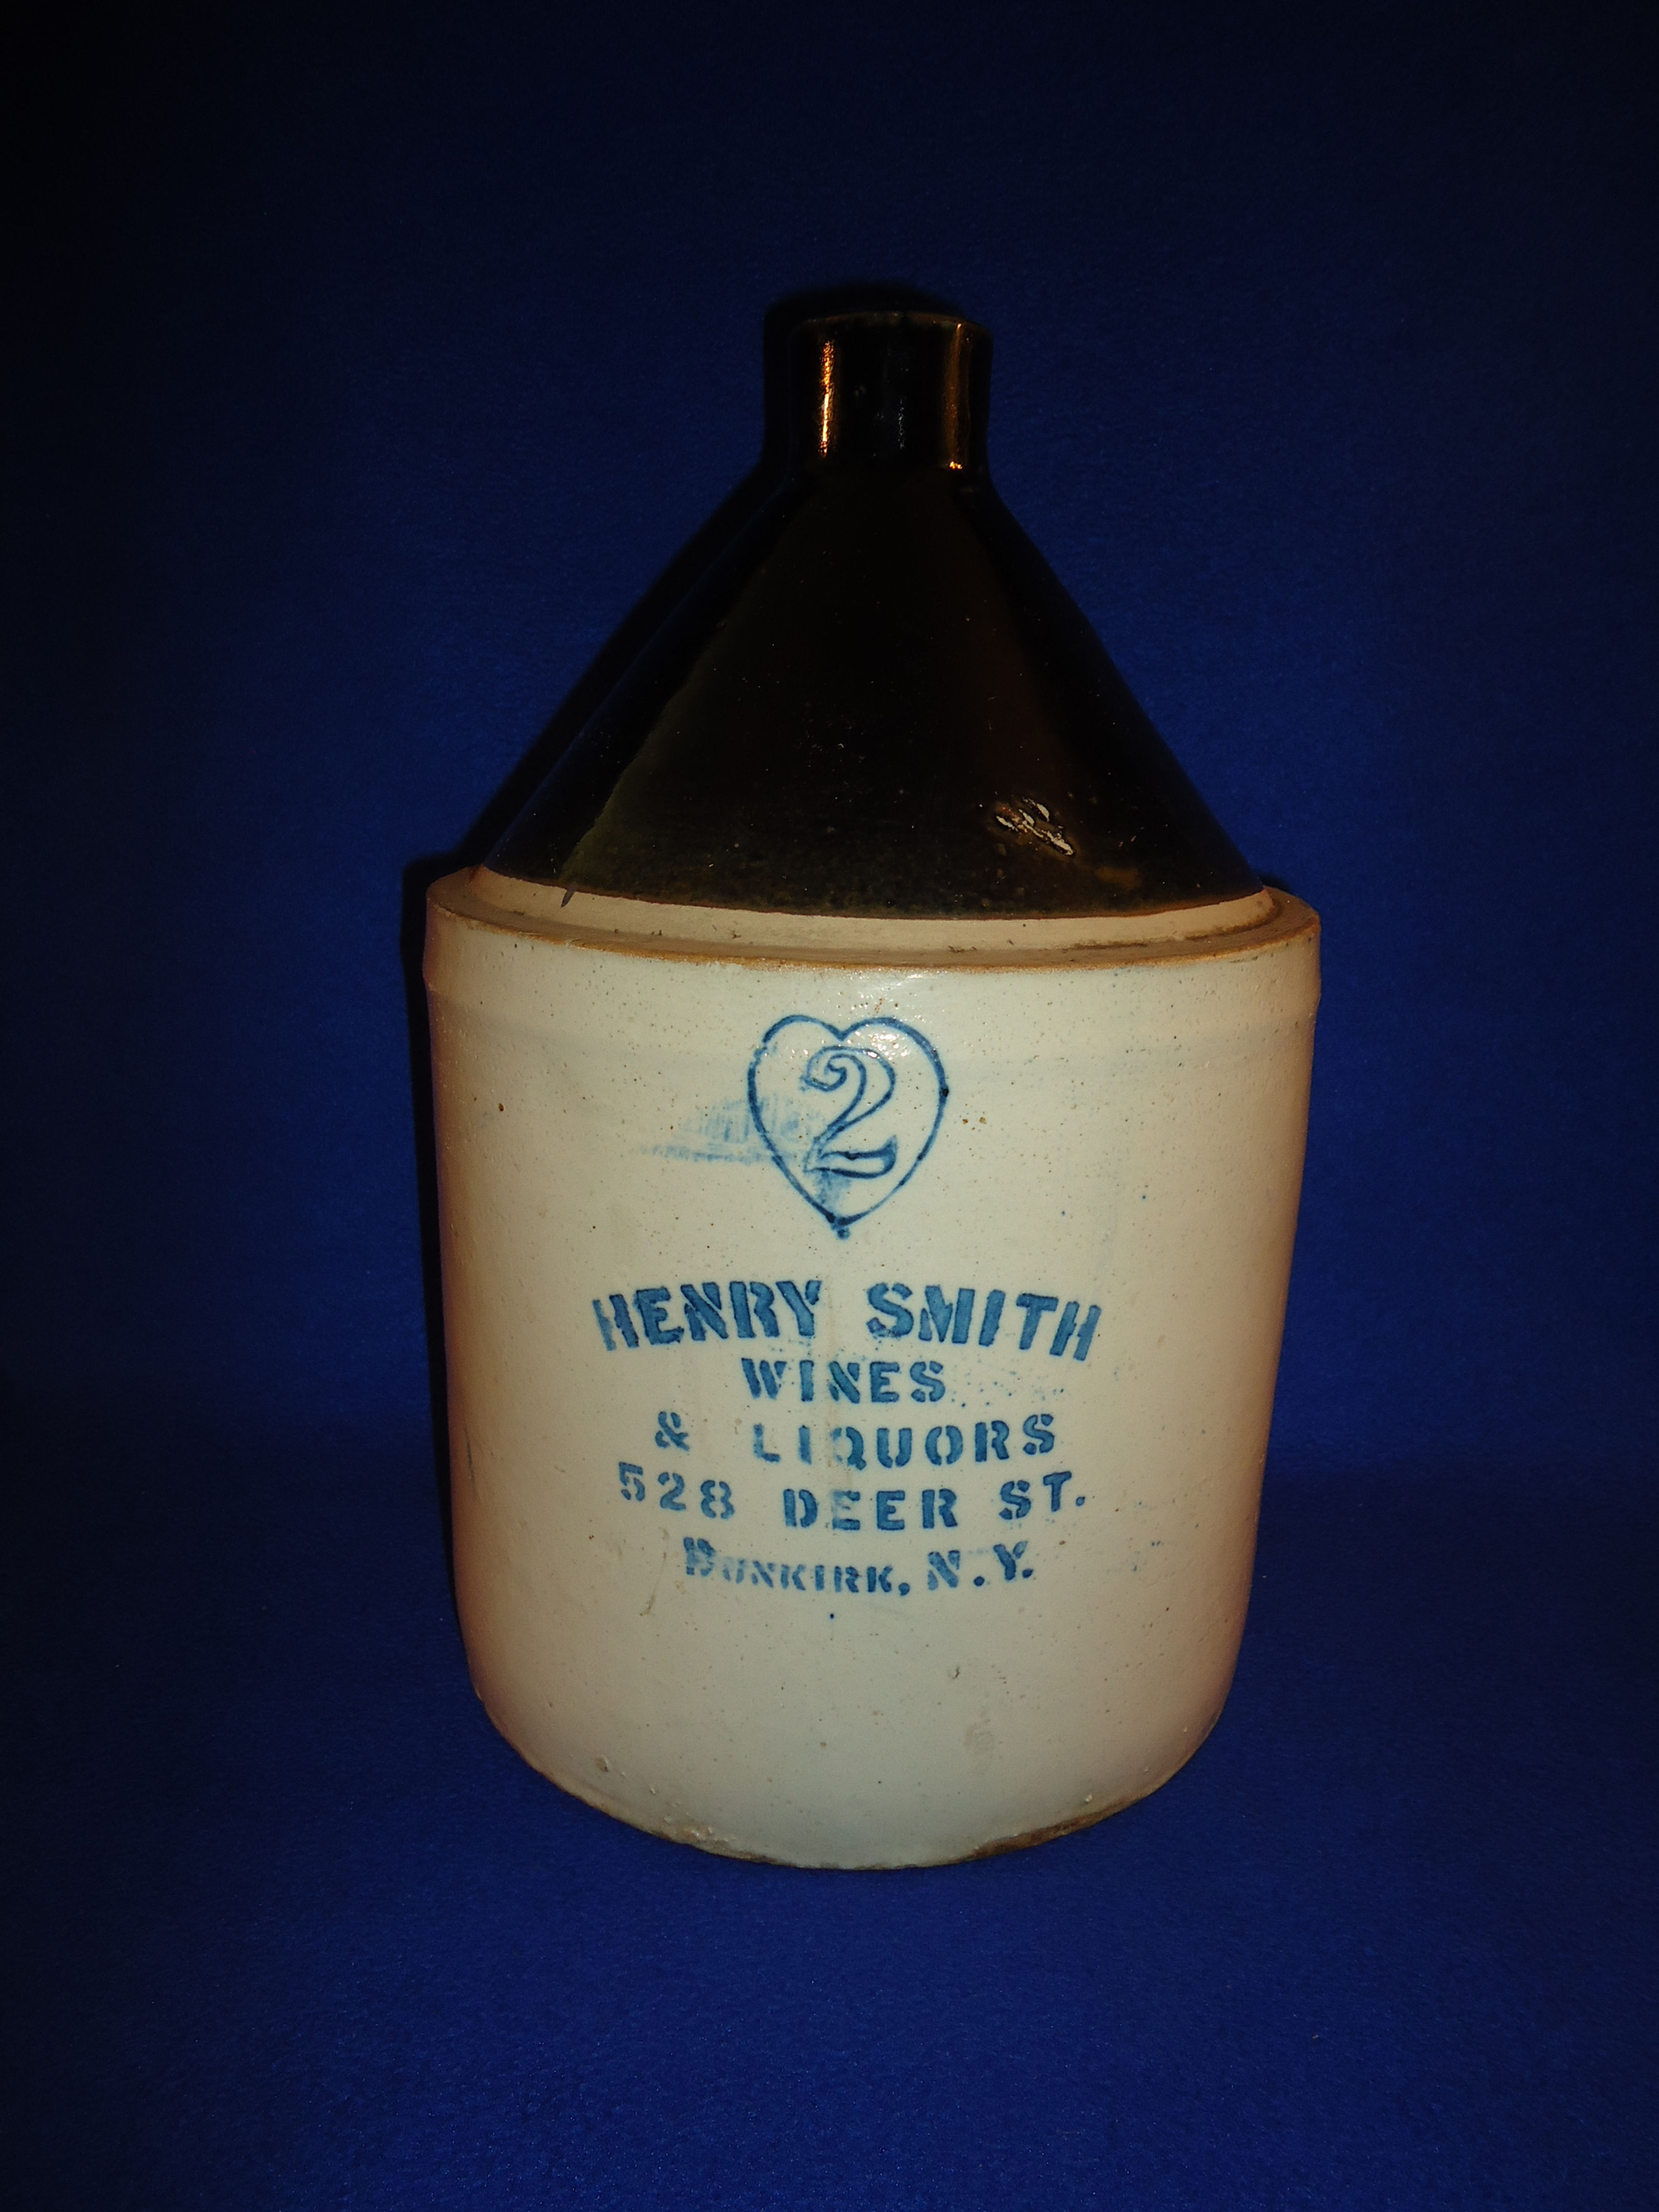 2
HENRY SMITH
WINES
& LIQUORS
528 DEER ST.
DUNKIRK, N.Y.